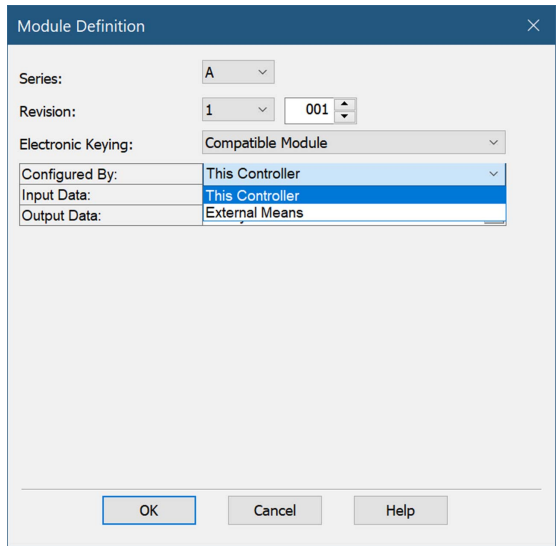 Module Definition
Series: A
Revision: 1 001
Electronic Keying: Compatible Module
Configured By: This Controller
Input Data: This Controller
External Means
Output Data:
OK Cancel Help